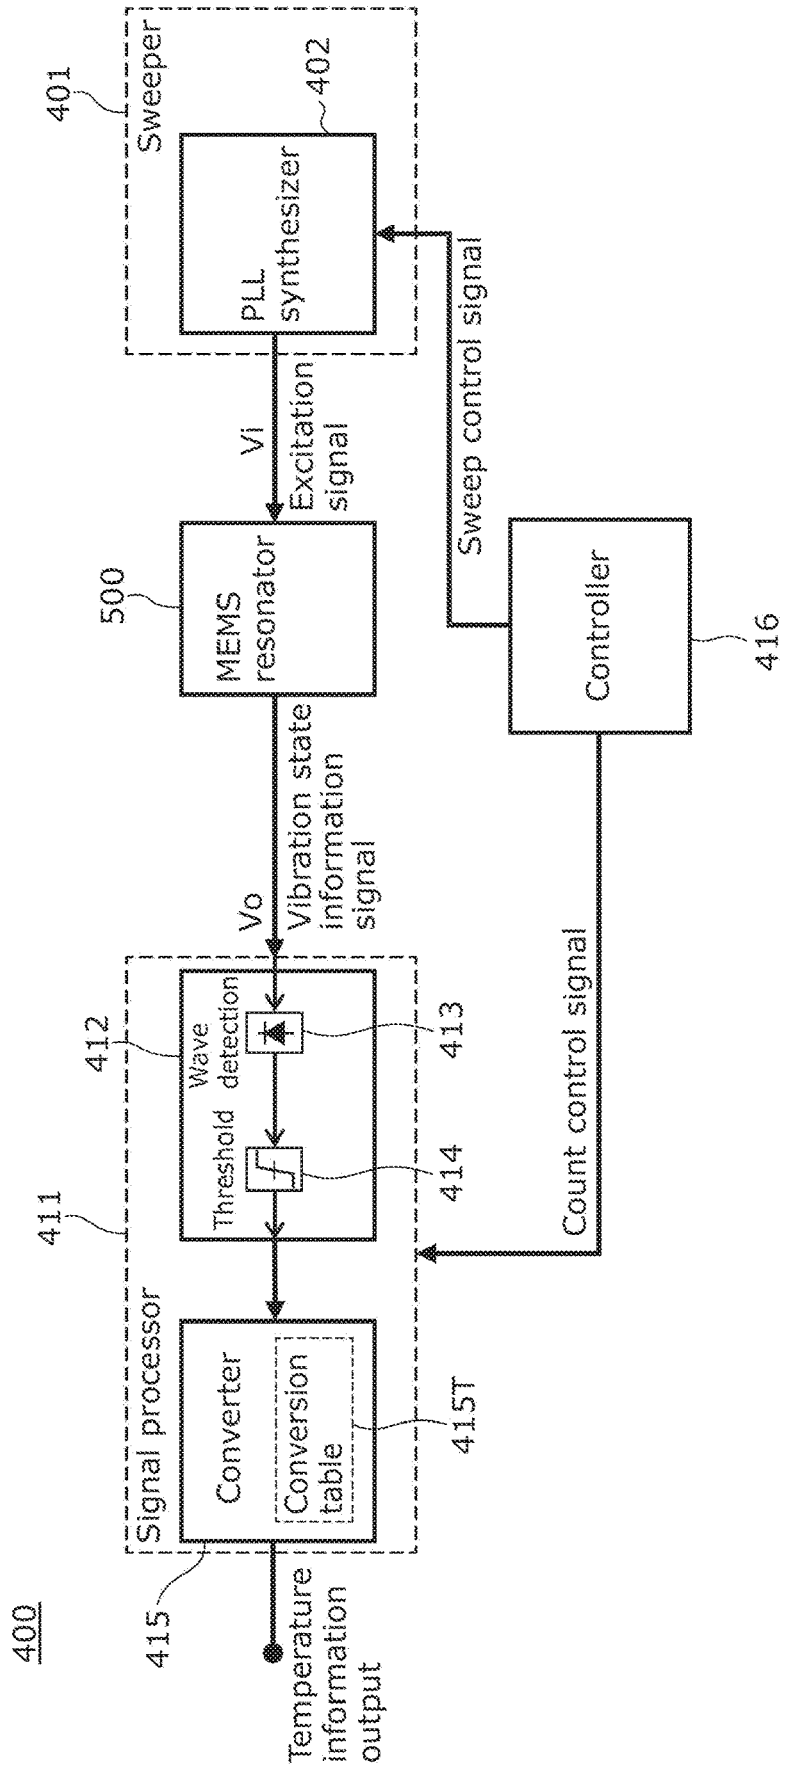 400
415
Temperature
information
output
Signal processor
411
Converter
Conversion
table
415T
412
Threshold
Wave
detection
414
413
Count control signal
Vo
Vibration state
information
signal
500
MEMS
resonator
Controller
416
Vi
Excitation
signal
Sweep control signal
401
Sweeper
PLL
synthesizer
402